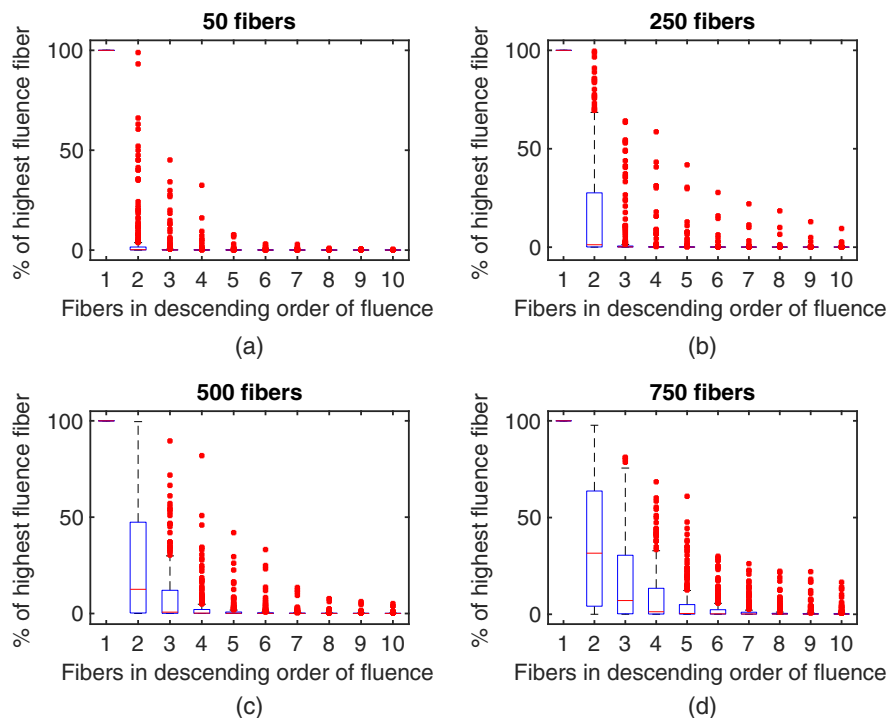 50 fibers
% of highest fluence fiber
100
50
0
1 2 3 4 5 6 7 8 9 10
Fibers in descending order of fluence
(a)
250 fibers
% of highest fluence fiber
100
50
0
1 2 3 4 5 6 7 8 9 10
Fibers in descending order of fluence
(b)
500 fibers
% of highest fluence fiber
100
50
0
1 2 3 4 5 6 7 8 9 10
Fibers in descending order of fluence
(c)
750 fibers
% of highest fluence fiber
100
50
0
1 2 3 4 5 6 7 8 9 10
Fibers in descending order of fluence
(d)